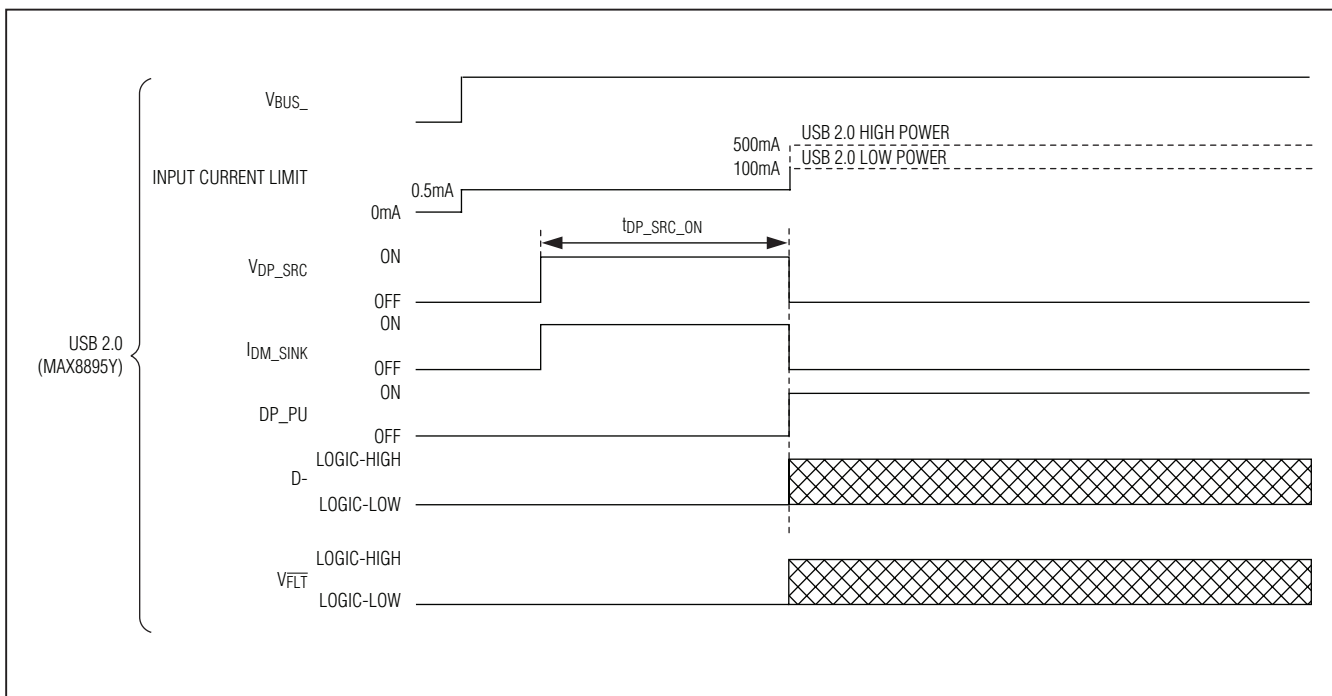 VBUS_
USB 2.0 HIGH POWER
500mA
USB 2.0 LOW POWER
100mA
INPUT CURRENT LIMIT
0.5mA
0mA
tDP_SRC_ON
VDP_SRC
ON
OFF
IDM_SINK
ON
OFF
USB 2.0
(MAX8895Y)
DP_PU
ON
OFF
D-
LOGIC-HIGH
LOGIC-LOW
VFLT
LOGIC-HIGH
LOGIC-LOW